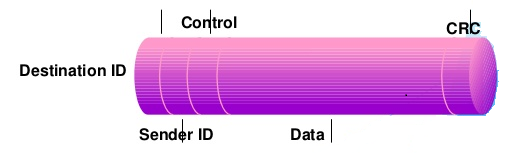 Control
CRC
Destination ID
Sender ID
Data